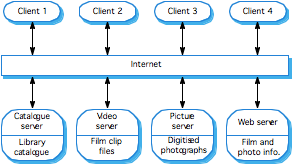 Client 1 Client 2 Client 3 Client 4
Internet
Catalogue
server
Library
catalogue
Video
server
Film clip
files
Picture
server
Digitised
photographs
Web server
Film and
photo info.